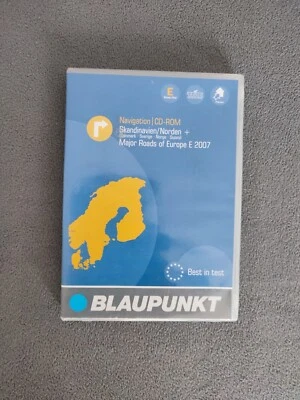 E
Navigation | CD-ROM
Skandinavien/Norden +
Major Roads of Europe E 2007
Best in test
BLAUPUNKT